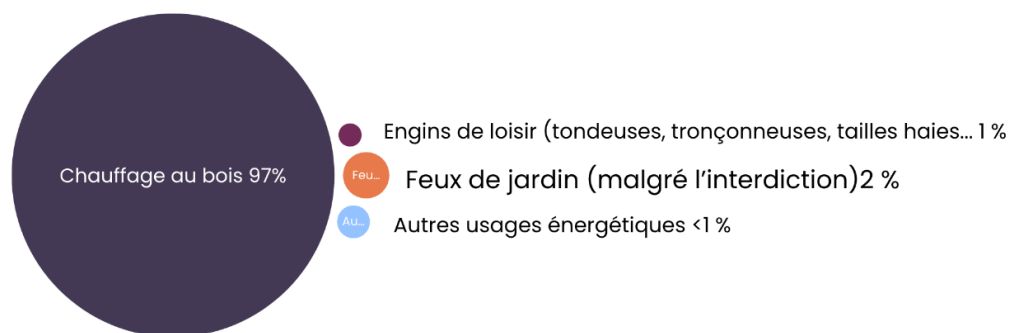 Engins de loisir (tondeuses, tronçonneuses, tailles haies... 1 %
Chauffage au bois 97%
Feu...
Feux de jardin (malgré l'interdiction)2 %
Au...
Autres usages énergétiques <1 %